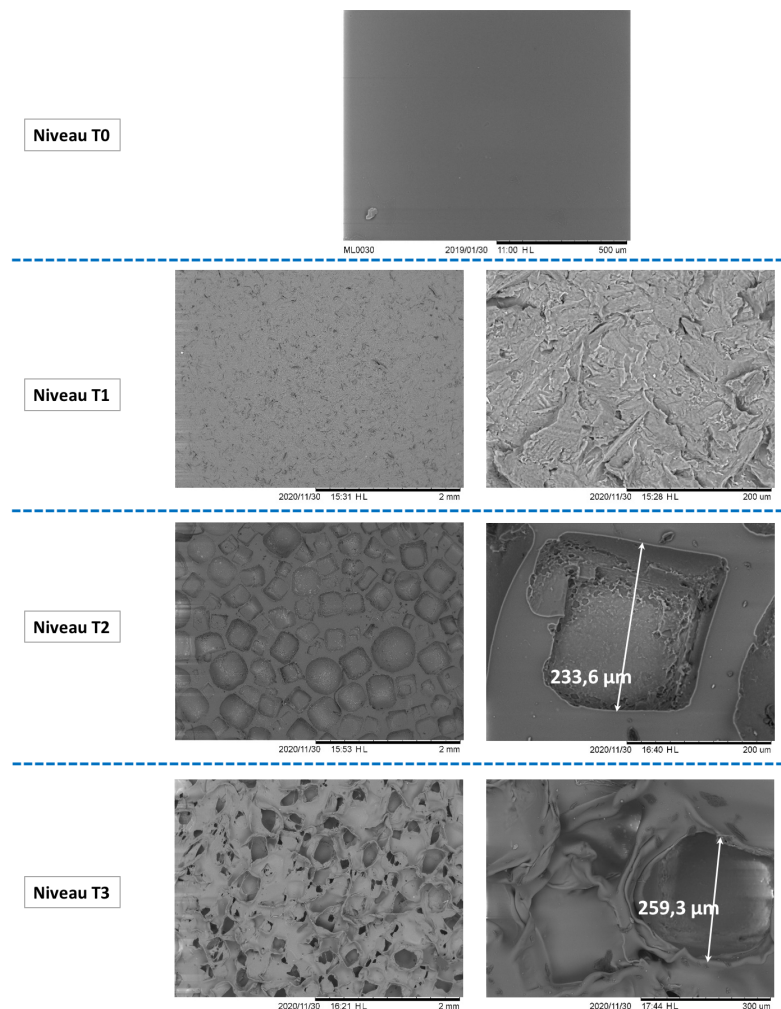 Niveau T0
ML0030 2019/01/30 11:00 HL 500 um
Niveau T1
2020/11/30 15:31 HL 2 mm
2020/11/30 15:28 HL 200 um
Niveau T2
233,6 µm
2020/11/30 15:53 HL 2 mm
2020/11/30 16:40 HL 200 um
Niveau T3
259,3 µm
2020/11/30 16:21 HL 2 mm
2020/11/30 17:44 HL 300 um